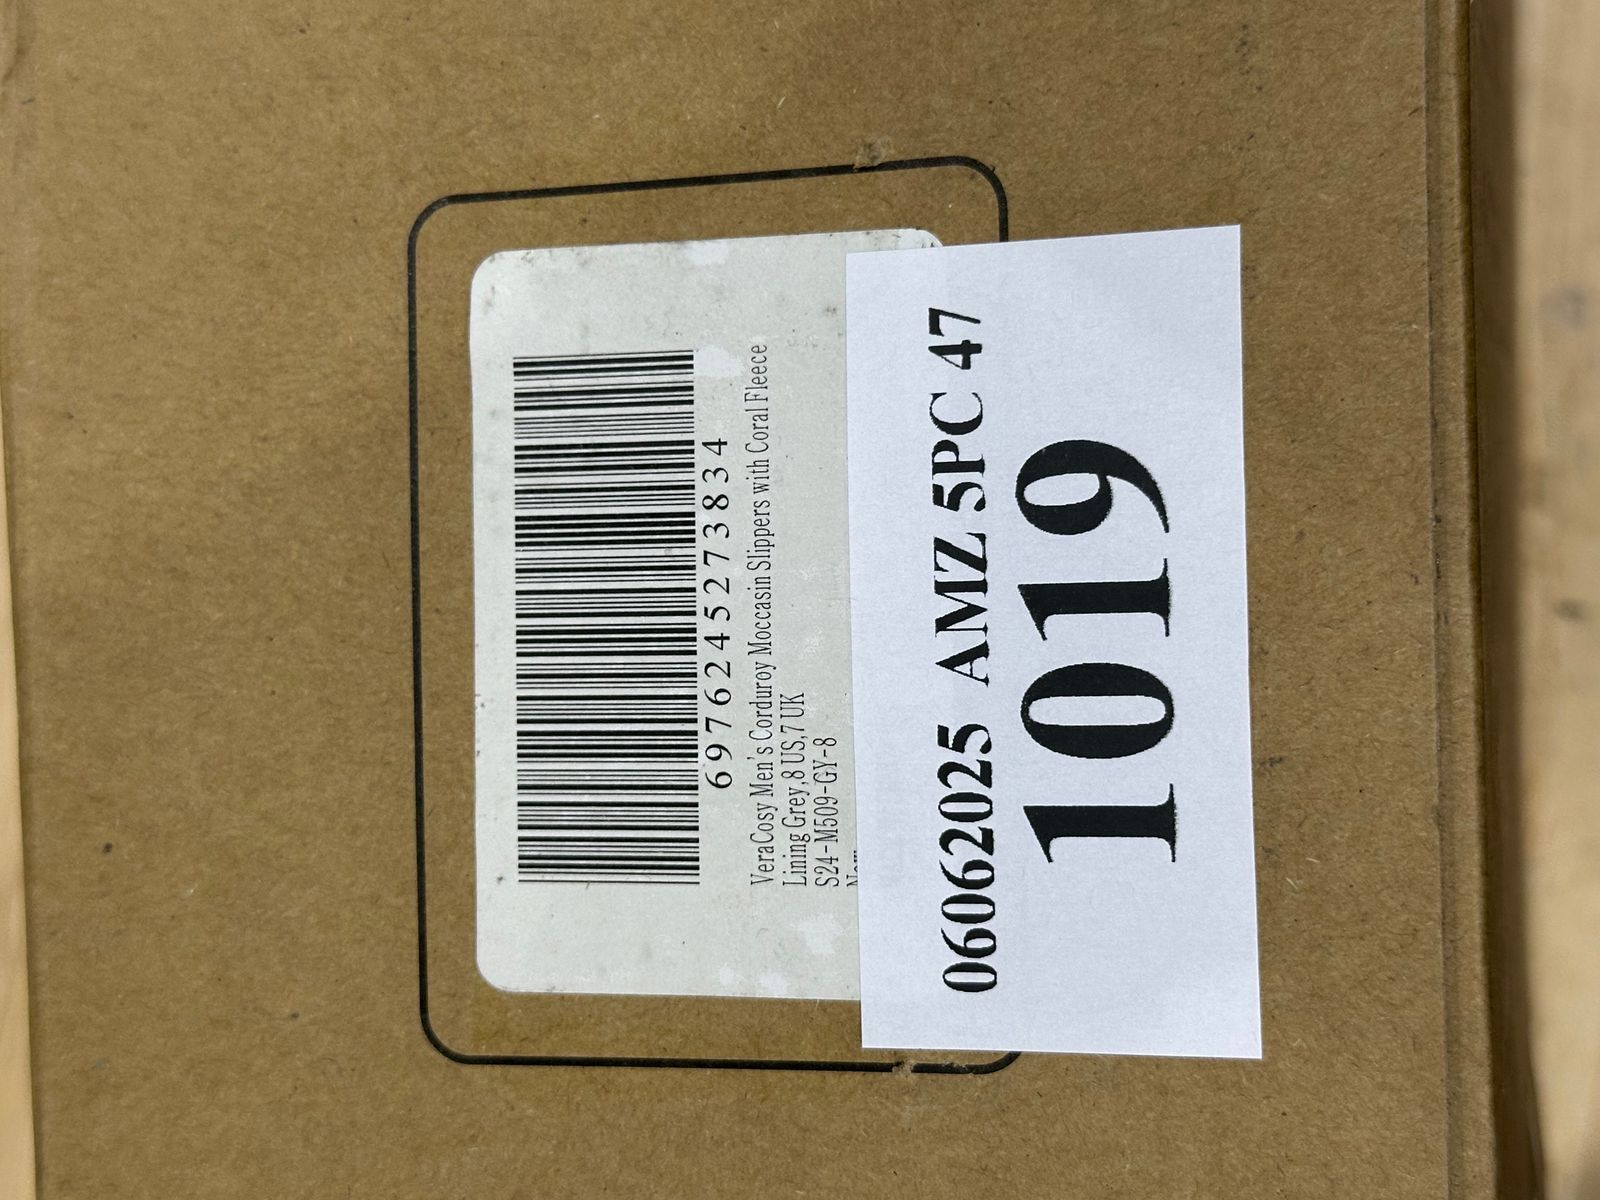 6976245273834
VeraCosy Men's Corduroy Moccasin Slippers with Coral Fleece
Lining Grey,8 US,7 UK
S24-M509-GY-8
06062025 AMZ 5PC 47
1019